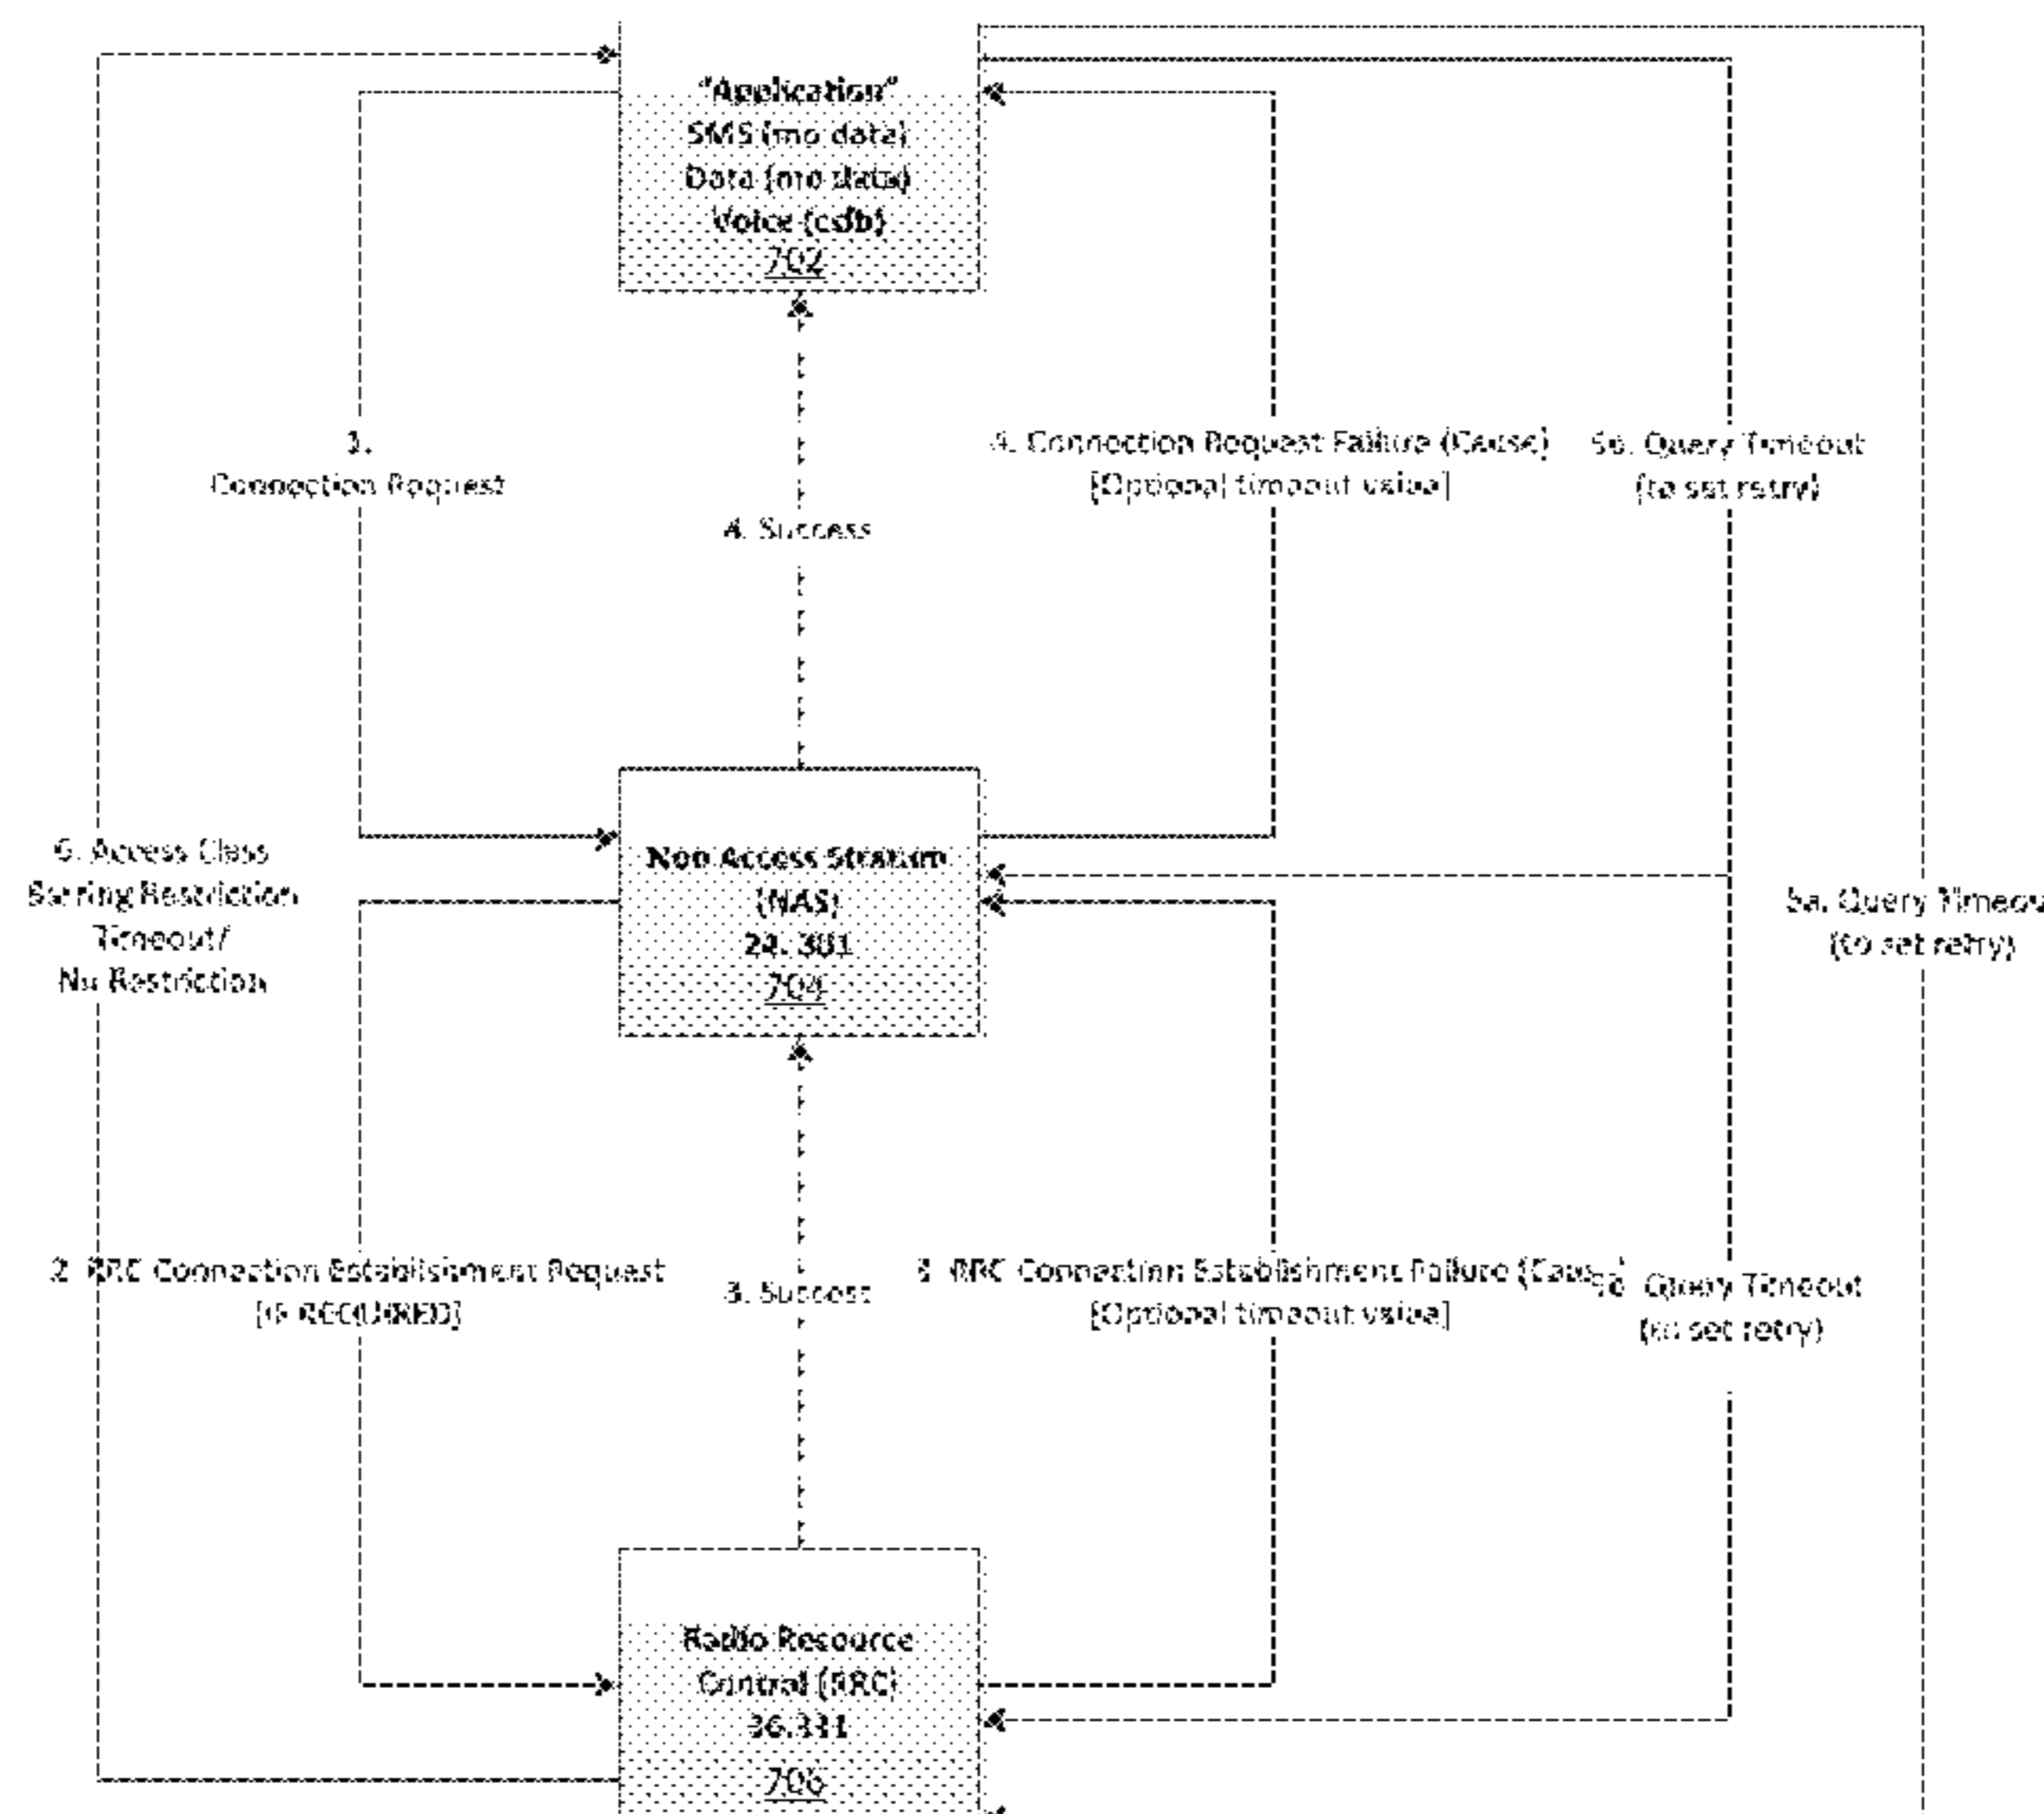 "Application"
SMS (mo data)
Data (mo data)
Voice (csfb)
702
1.
Connection Request
4. Success
4. Connection Request Failure (Cause)
[Optional timeout value]
Query Timeout
(to set retry)
Non Access Stratum
(NAS)
24. 301
704
6. Access Class
Barring Restriction
Timeout/
No Restriction
5a. Query Timeou
(to set retry)
2 RRC Connection Establishment Request
[if REQUIRED]
3. Success
RRC Connection Establishment Failure (Caus
[Optional timeout value]
Query Timeout
(to set retry)
Radio Resource
Control (RRC)
36.331
706